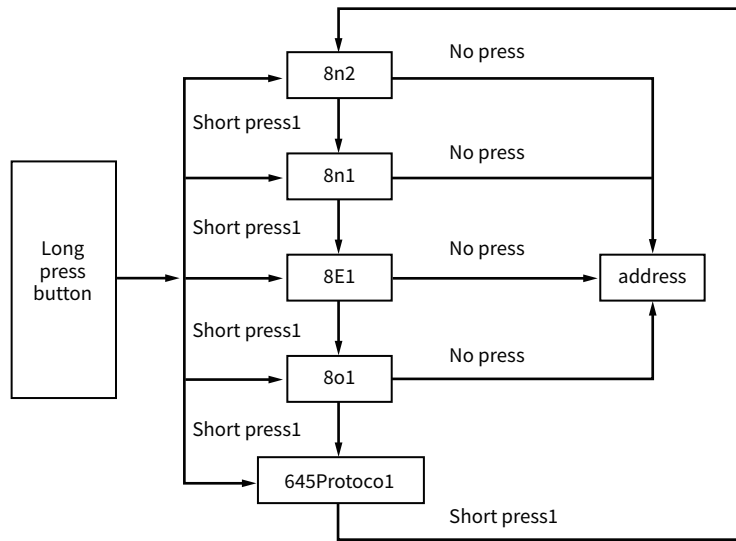 8n2
No press
Short press1
8n1
No press
Short press1
Long
press
button
8E1
No press
address
Short press1
8o1
No press
Short press1
645Protoco1
Short press1